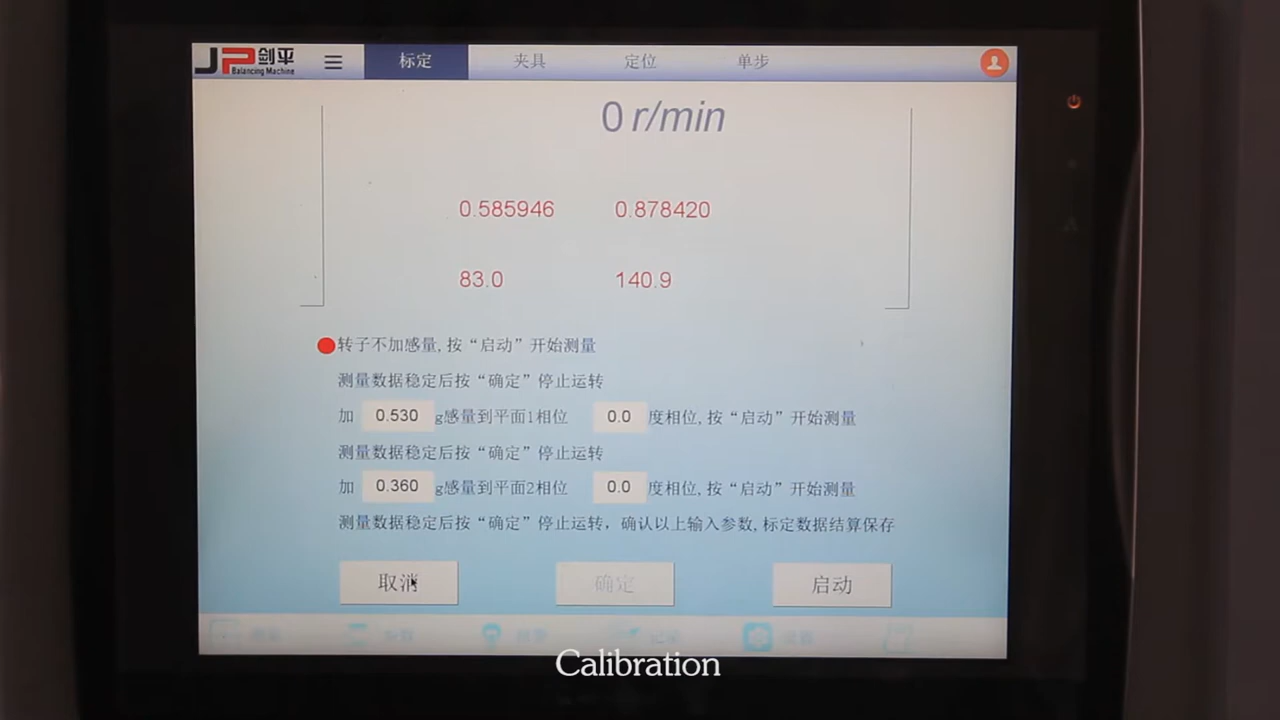 JP剑平 Balancing Machine
标定 夹具 定位 单步
0 r/min
0.585946 0.878420
83.0 140.9
转子不加感量,按“启动”开始测量
测量数据稳定后按“确定”停止运转
加 0.530 g感量到平面1相位 0.0 度相位,按“启动”开始测量
测量数据稳定后按“确定”停止运转
加 0.360 g感量到平面2相位 0.0 度相位,按“启动”开始测量
测量数据稳定后按“确定”停止运转,确认以上输入参数,标定数据结算保存
取消 确定 启动
Calibration